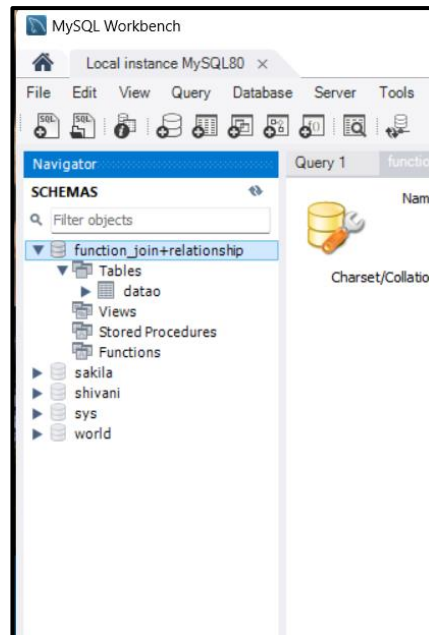 MySQL Workbench
Local instance MySQL80 ×
File Edit View Query Database Server Tools
Navigator
Query 1
SCHEMAS
Filter objects
function_join+relationship
Tables
datao
Views
Stored Procedures
Functions
sakila
shivani
sys
world
Nam
Charset/Collatio